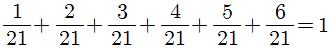 1/21 + 2/21 + 3/21 + 4/21 + 5/21 + 6/21 = 1